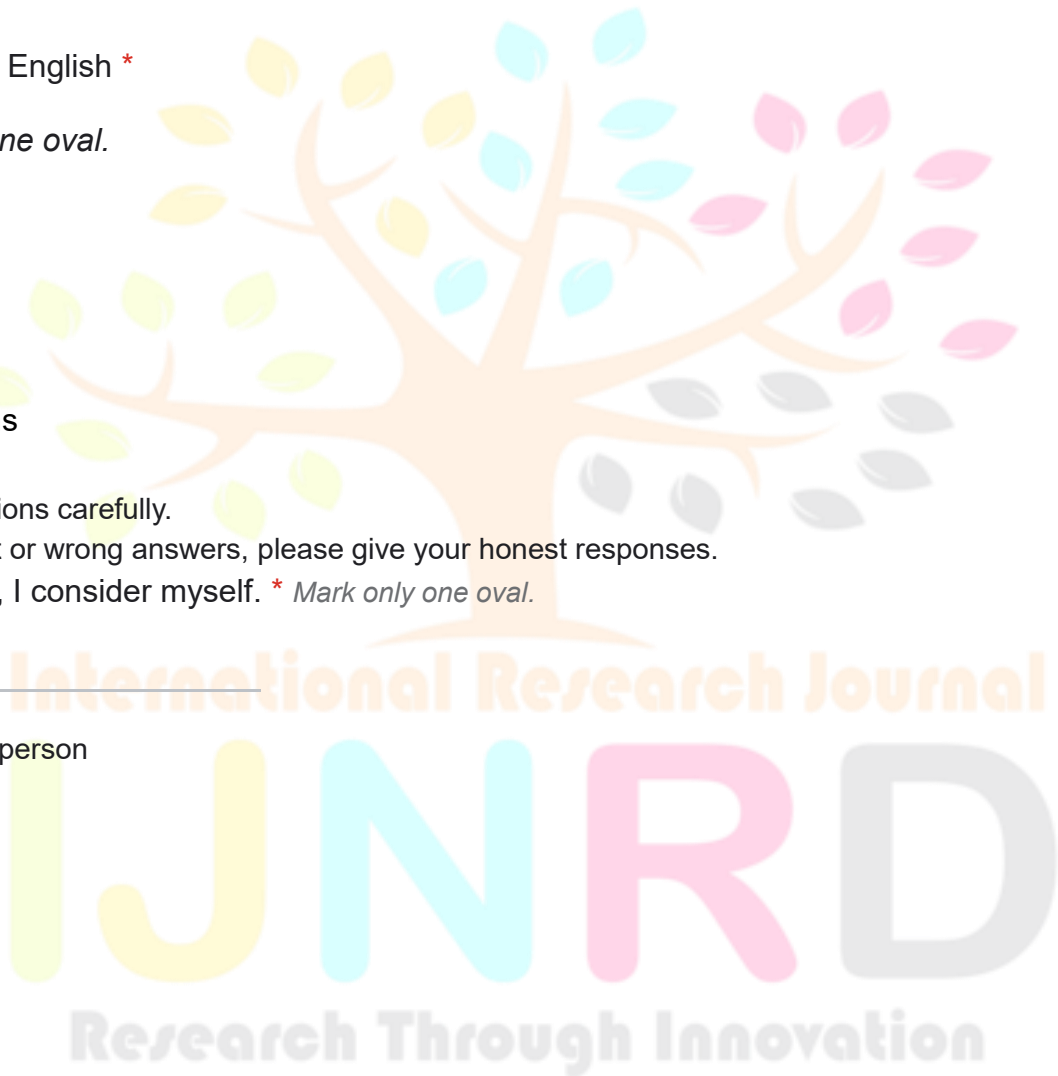 English *
ne oval.
s
ions carefully.
or wrong answers, please give your honest responses.
, I consider myself. * Mark only one oval.
International Research Journal
person
IJNRD
Research Through Innovation